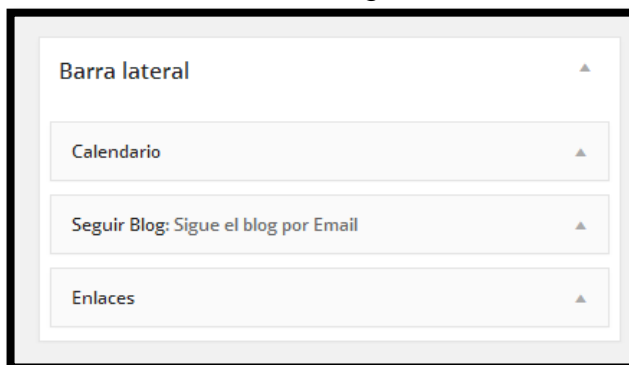 Barra lateral
Calendario
Seguir Blog: Sigue el blog por Email
Enlaces